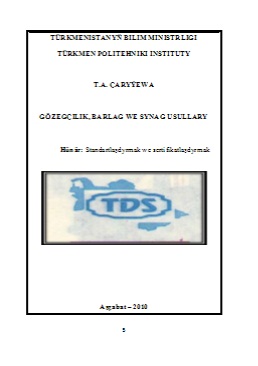 TÜRKMENISTANYŇ BILIM MINISTRLIGI
TÜRKMEN POLITEHNIKI INSTITUTY
T.A. ÇARYÝEWA
GÖZEGÇILIK, BARLAG WE SYNAG USULLARY
Hünär: Standartlaşdyrmak we sertifikatlaşdyrmak
TDS
Aşgabat – 2010